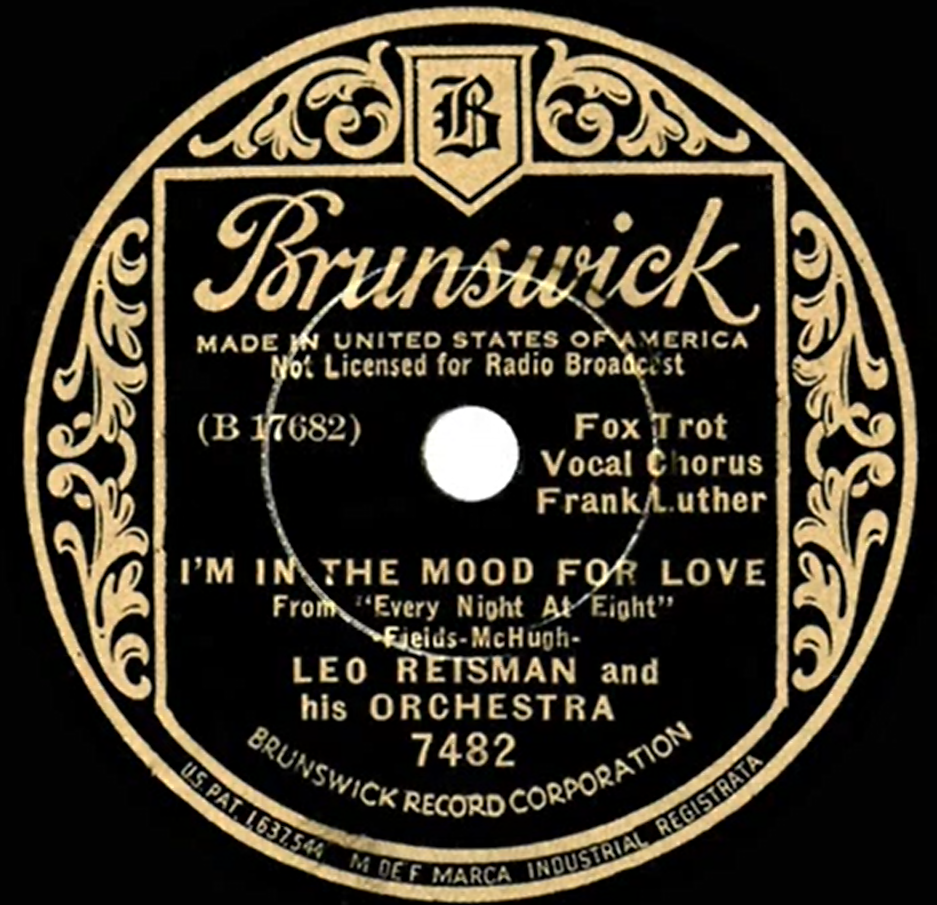 B
Brunswick
MADE IN UNITED STATES OF AMERICA
Not Licensed for Radio Broadcast
(B 17682)
Fox Trot
Vocal Chorus
Frank Luther
I'M IN THE MOOD FOR LOVE
From "Every Night At Eight"
-Fields-McHugh-
LEO REISMAN and
his ORCHESTRA
7482
BRUNSWICK RECORD CORPORATION
U.S. PAT. 1,637,544 M DE F MARCA INDUSTRIAL REGISTRATA